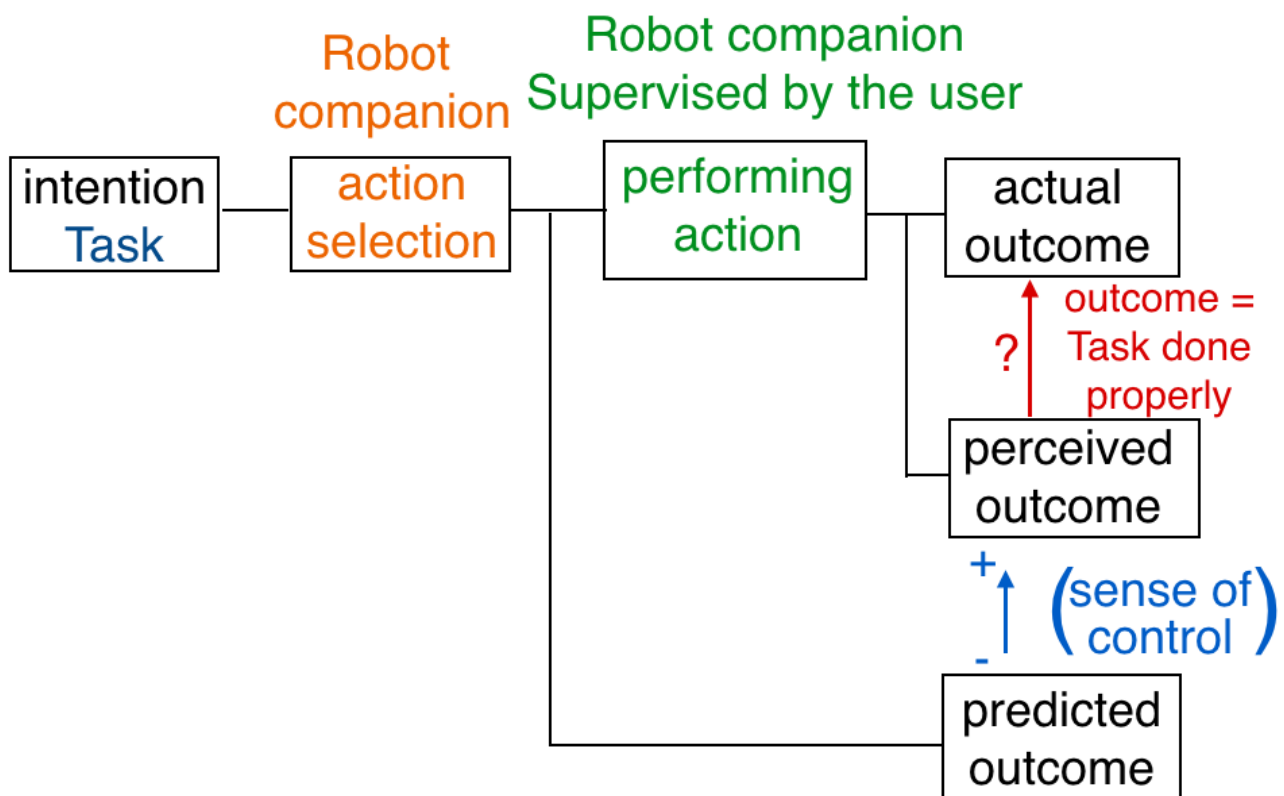 Robot
companion
Robot companion
Supervised by the user
intention
Task
action
selection
performing
action
actual
outcome
?
outcome =
Task done
properly
perceived
outcome
+
-
(sense of
control)
predicted
outcome